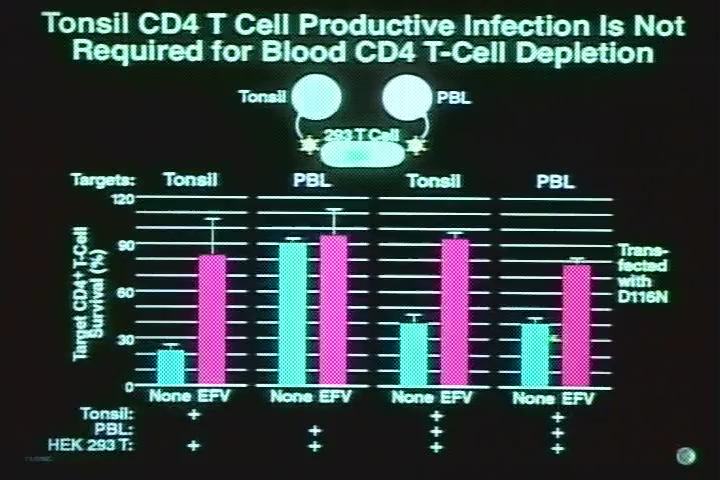 Tonsil CD4 T Cell Productive Infection Is Not
Required for Blood CD4 T-Cell Depletion
Tonsil PBL
293 T Cell
Targets: Tonsil PBL Tonsil PBL
120
90
60
30
0
Target CD4+ T-Cell
Survival (%)
Trans-
fected
with
D116N
None EFV None EFV None EFV None EFV
Tonsil: + + +
PBL: + + +
HEK 293 T: + + + +